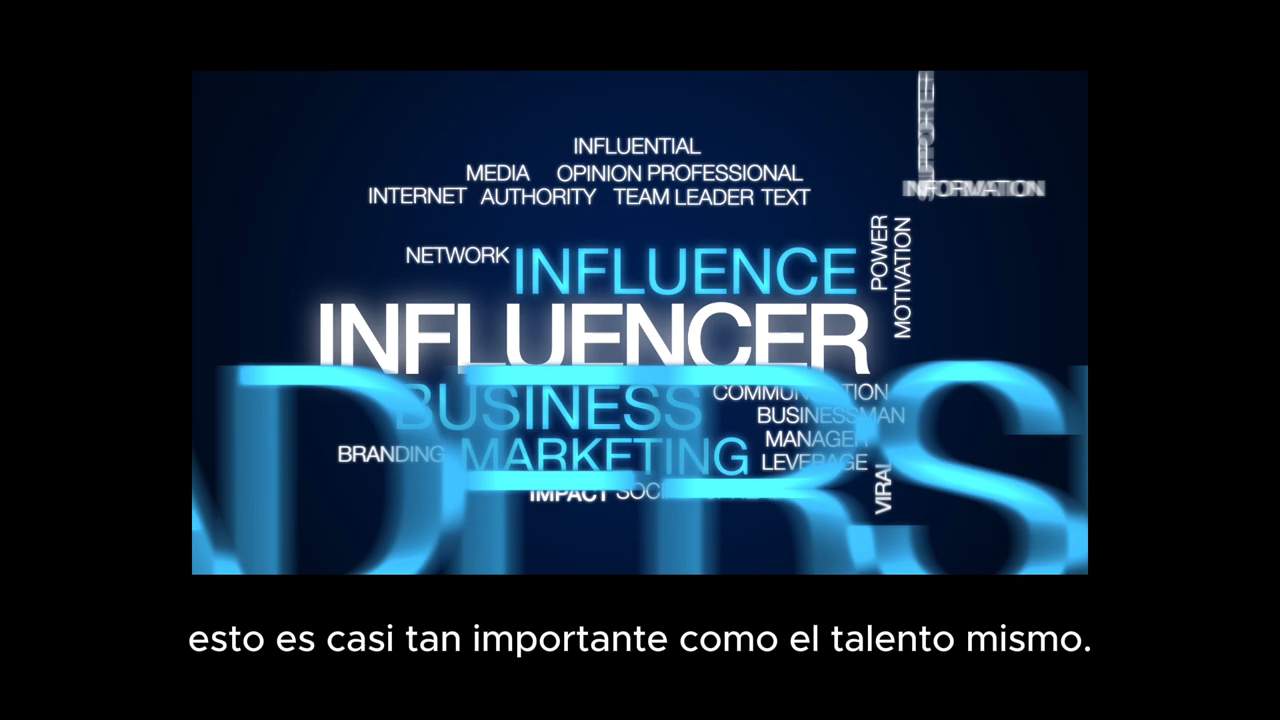 INFLUENTIAL
MEDIA OPINION PROFESSIONAL
INTERNET AUTHORITY TEAM LEADER TEXT
INFORMATION
POWER
MOTIVATION
NETWORK INFLUENCE
INFLUENCER
BUSINESS
COMMUNICATION
BUSINESSMAN
MANAGER
BRANDING MARKETING LEVERAGE
IMPACT
VIRAL
esto es casi tan importante como el talento mismo.